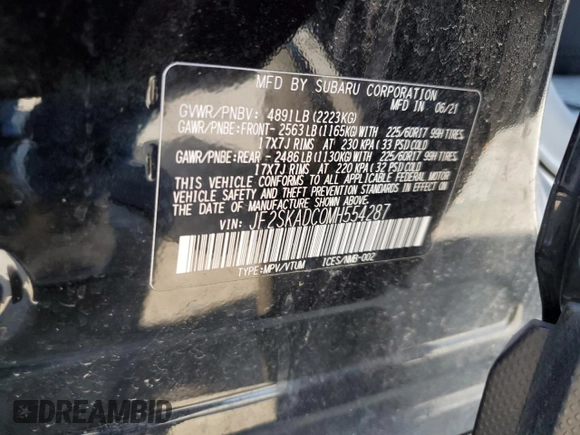 MFD BY SUBARU CORPORATION
GVWR/PNBV: 4891LB(2223KG) MFD IN 06/21
GAWR/PNBE:FRONT- 2563LB(1165KG)WITH 225/60R17 99H TIRES,
17X7J RIMS AT 230 KPA(33 PSI)COLD
GAWR/PNBE:REAR - 2486LB(1130KG)WITH 225/60R17 99H TIRES,
17X7J RIMS AT 220 KPA(32 PSI)COLD
THIS VEHICLE CONFORMS TO ALL APPLICABLE FEDERAL MOTOR
VEHICLE SAFETY AND THEFT PREVENTION STANDARDS IN EFFECT
ON THE DATE OF MANUFACTURE SHOWN ABOVE.
VIN: JF2SKADC0MH554287
TYPE:MPV/VTUM ICES/NMB-002
DREAMBID